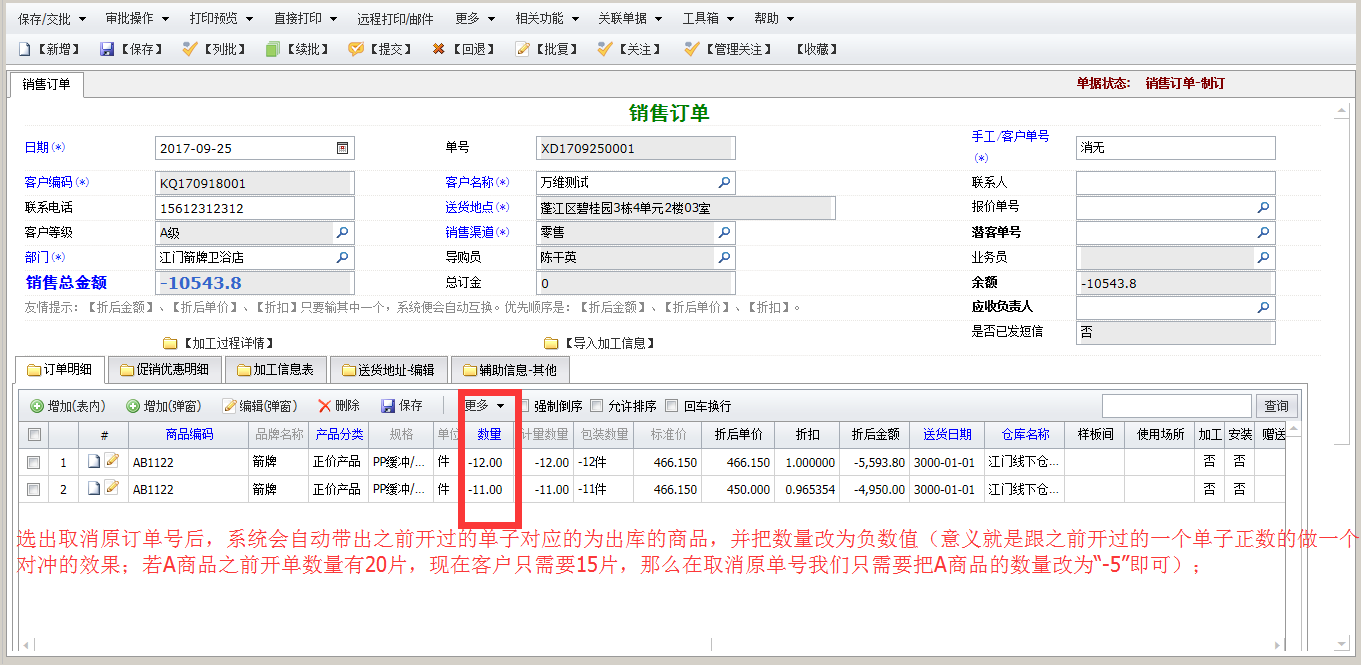 保存/交批 审批操作 打印预览 直接打印 远程打印/邮件 更多 相关功能 关联单据 工具箱 帮助
【新增】 【保存】 【列批】 【续批】 【提交】 【回退】 【批复】 【关注】 【管理关注】 【收藏】
销售订单 单据状态: 销售订单-制订
销售订单
日期(*) 2017-09-25 单号 XD1709250001 手工/客户单号(*) 消无
客户编码(*) KQ170918001 客户名称(*) 万维测试 联系人
联系电话 15612312312 送货地点(*) 蓬江区碧桂园3栋4单元2楼03室 报价单号
客户等级 A级 销售渠道(*) 零售 潜客单号
部门(*) 江门箭牌卫浴店 导购员 陈干英 业务员
销售总金额 -10543.8 总订金 0 余额 -10543.8
友情提示：【折后金额】、【折后单价】、【折扣】只要输其中一个，系统便会自动互换。优先顺序是：【折后金额】、【折后单价】、【折扣】。 应收负责人
是否已发短信 否
【加工过程详情】 【导入加工信息】
订单明细 促销优惠明细 加工信息表 送货地址-编辑 辅助信息-其他
增加(表内) 增加(弹窗) 编辑(弹窗) 删除 保存 更多 强制倒序 允许排序 回车换行 查询
# 商品编码 品牌名称 产品分类 规格 单位 数量 计量数量 包装数量 标准价 折后单价 折扣 折后金额 送货日期 仓库名称 样板间 使用场所 加工 安装 赠送
1 AB1122 箭牌 正价产品 PP缓冲/... 件 -12.00 -12.00 -12件 466.150 466.150 1.000000 -5,593.80 3000-01-01 江门线下仓... 否 否
2 AB1122 箭牌 正价产品 PP缓冲/... 件 -11.00 -11.00 -11件 466.150 450.000 0.965354 -4,950.00 3000-01-01 江门线下仓... 否 否
选出取消原订单号后，系统会自动带出之前开过的单子对应的为出库的商品，并把数量改为负数值（意义就是跟之前开过的一个单子正数的做一个
对冲的效果；若A商品之前开单数量有20片，现在客户只需要15片，那么在取消原单号我们只需要把A商品的数量改为“-5”即可）；